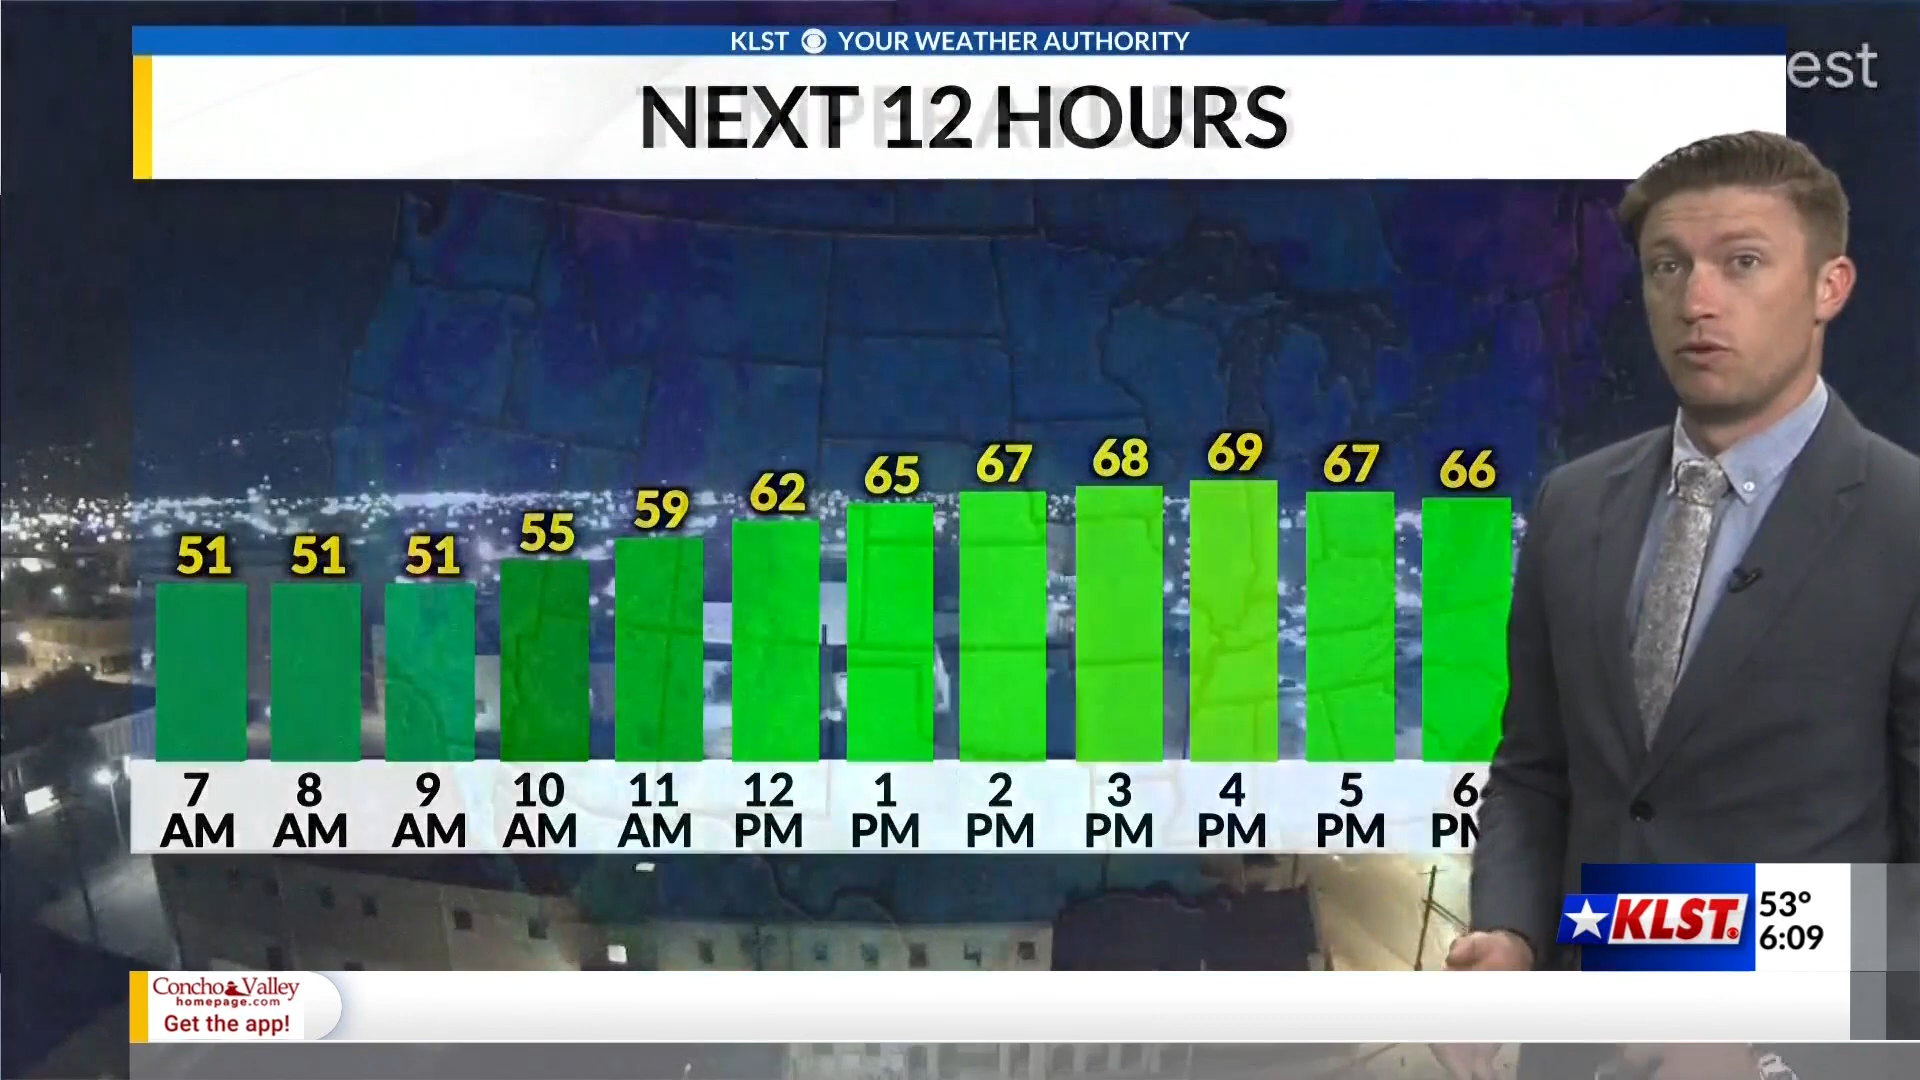 KLST YOUR WEATHER AUTHORITY
est
NEXT 12 HOURS
51 51 51 55 59 62 65 67 68 69 67 66
7 AM
8 AM
9 AM
10 AM
11 AM
12 PM
1 PM
2 PM
3 PM
4 PM
5 PM
6
KLST
53°
6:09
Concho Valley
homepage.com
Get the app!